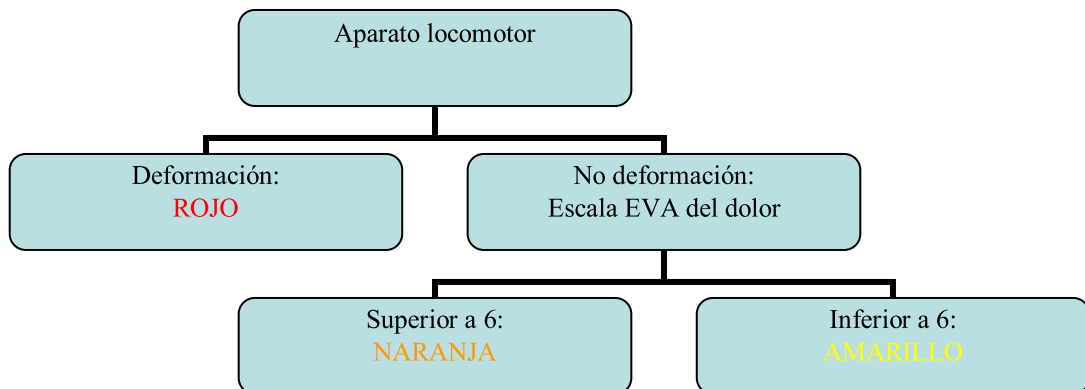 Aparato locomotor
Deformación:
ROJO
No deformación:
Escala EVA del dolor
Superior a 6:
NARANJA
Inferior a 6:
AMARILLO